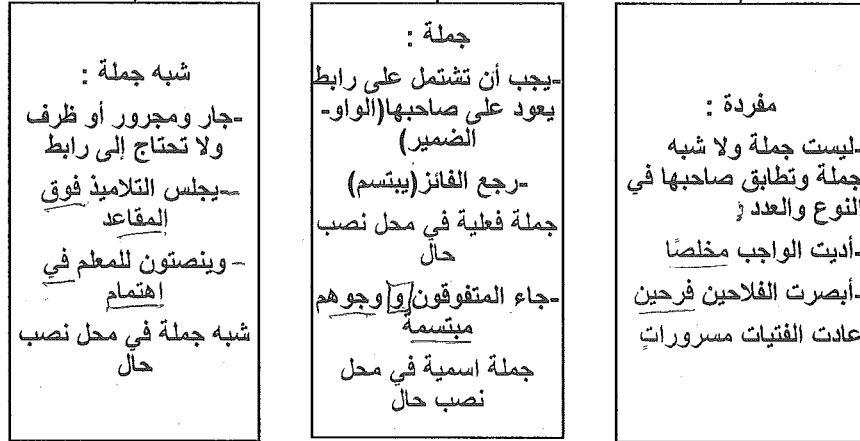 مفردة :
-ليست جملة ولا شبه
جملة وتطابق صاحبها في
النوع والعدد :
-أديت الواجب مخلصًا
-أبصرت الفلاحين فرحين
عادت الفتيات مسروراتٍ
جملة :
-يجب أن تشتمل على رابط
يعود على صاحبها(الواو-
الضمير)
-رجع الفائز(يبتسم)
جملة فعلية في محل نصب
حال
-جاء المتفوقون و وجوهم
مبتسمةٌ
جملة اسمية في محل
نصب حال
شبه جملة :
-جار ومجرور أو ظرف
ولا تحتاج إلى رابط
-يجلس التلاميذ فوق
المقاعد
- وينصتون للمعلم في
إهتمام
شبه جملة في محل نصب
حال